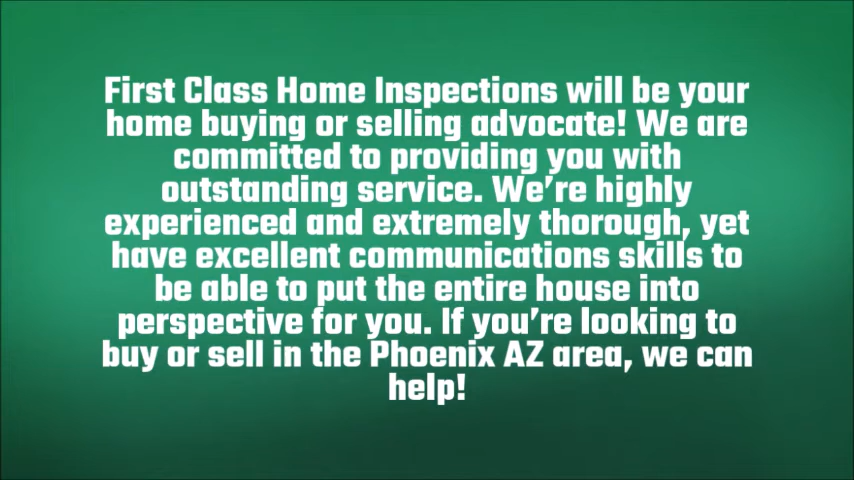 First Class Home Inspections will be your
home buying or selling advocate! We are
committed to providing you with
outstanding service. We’re highly
experienced and extremely thorough, yet
have excellent communications skills to
be able to put the entire house into
perspective for you. If you’re looking to
buy or sell in the Phoenix AZ area, we can
help!